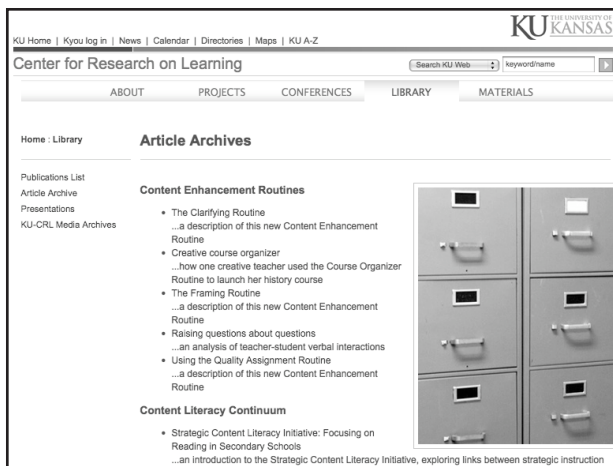 KU THE UNIVERSITY OF KANSAS
KU Home | Kyou log in | News | Calendar | Directories | Maps | KU A-Z
Center for Research on Learning
Search KU Web
keyword/name
ABOUT PROJECTS CONFERENCES LIBRARY MATERIALS
Home : Library
Article Archives
Publications List
Article Archive
Presentations
KU-CRL Media Archives
Content Enhancement Routines
• The Clarifying Routine
...a description of this new Content Enhancement
Routine
• Creative course organizer
...how one creative teacher used the Course Organizer
Routine to launch her history course
• The Framing Routine
...a description of this new Content Enhancement
Routine
• Raising questions about questions
...an analysis of teacher-student verbal interactions
• Using the Quality Assignment Routine
...a description of this new Content Enhancement
Routine
Content Literacy Continuum
• Strategic Content Literacy Initiative: Focusing on
Reading in Secondary Schools
...an introduction to the Strategic Content Literacy Initiative, exploring links between strategic instruction